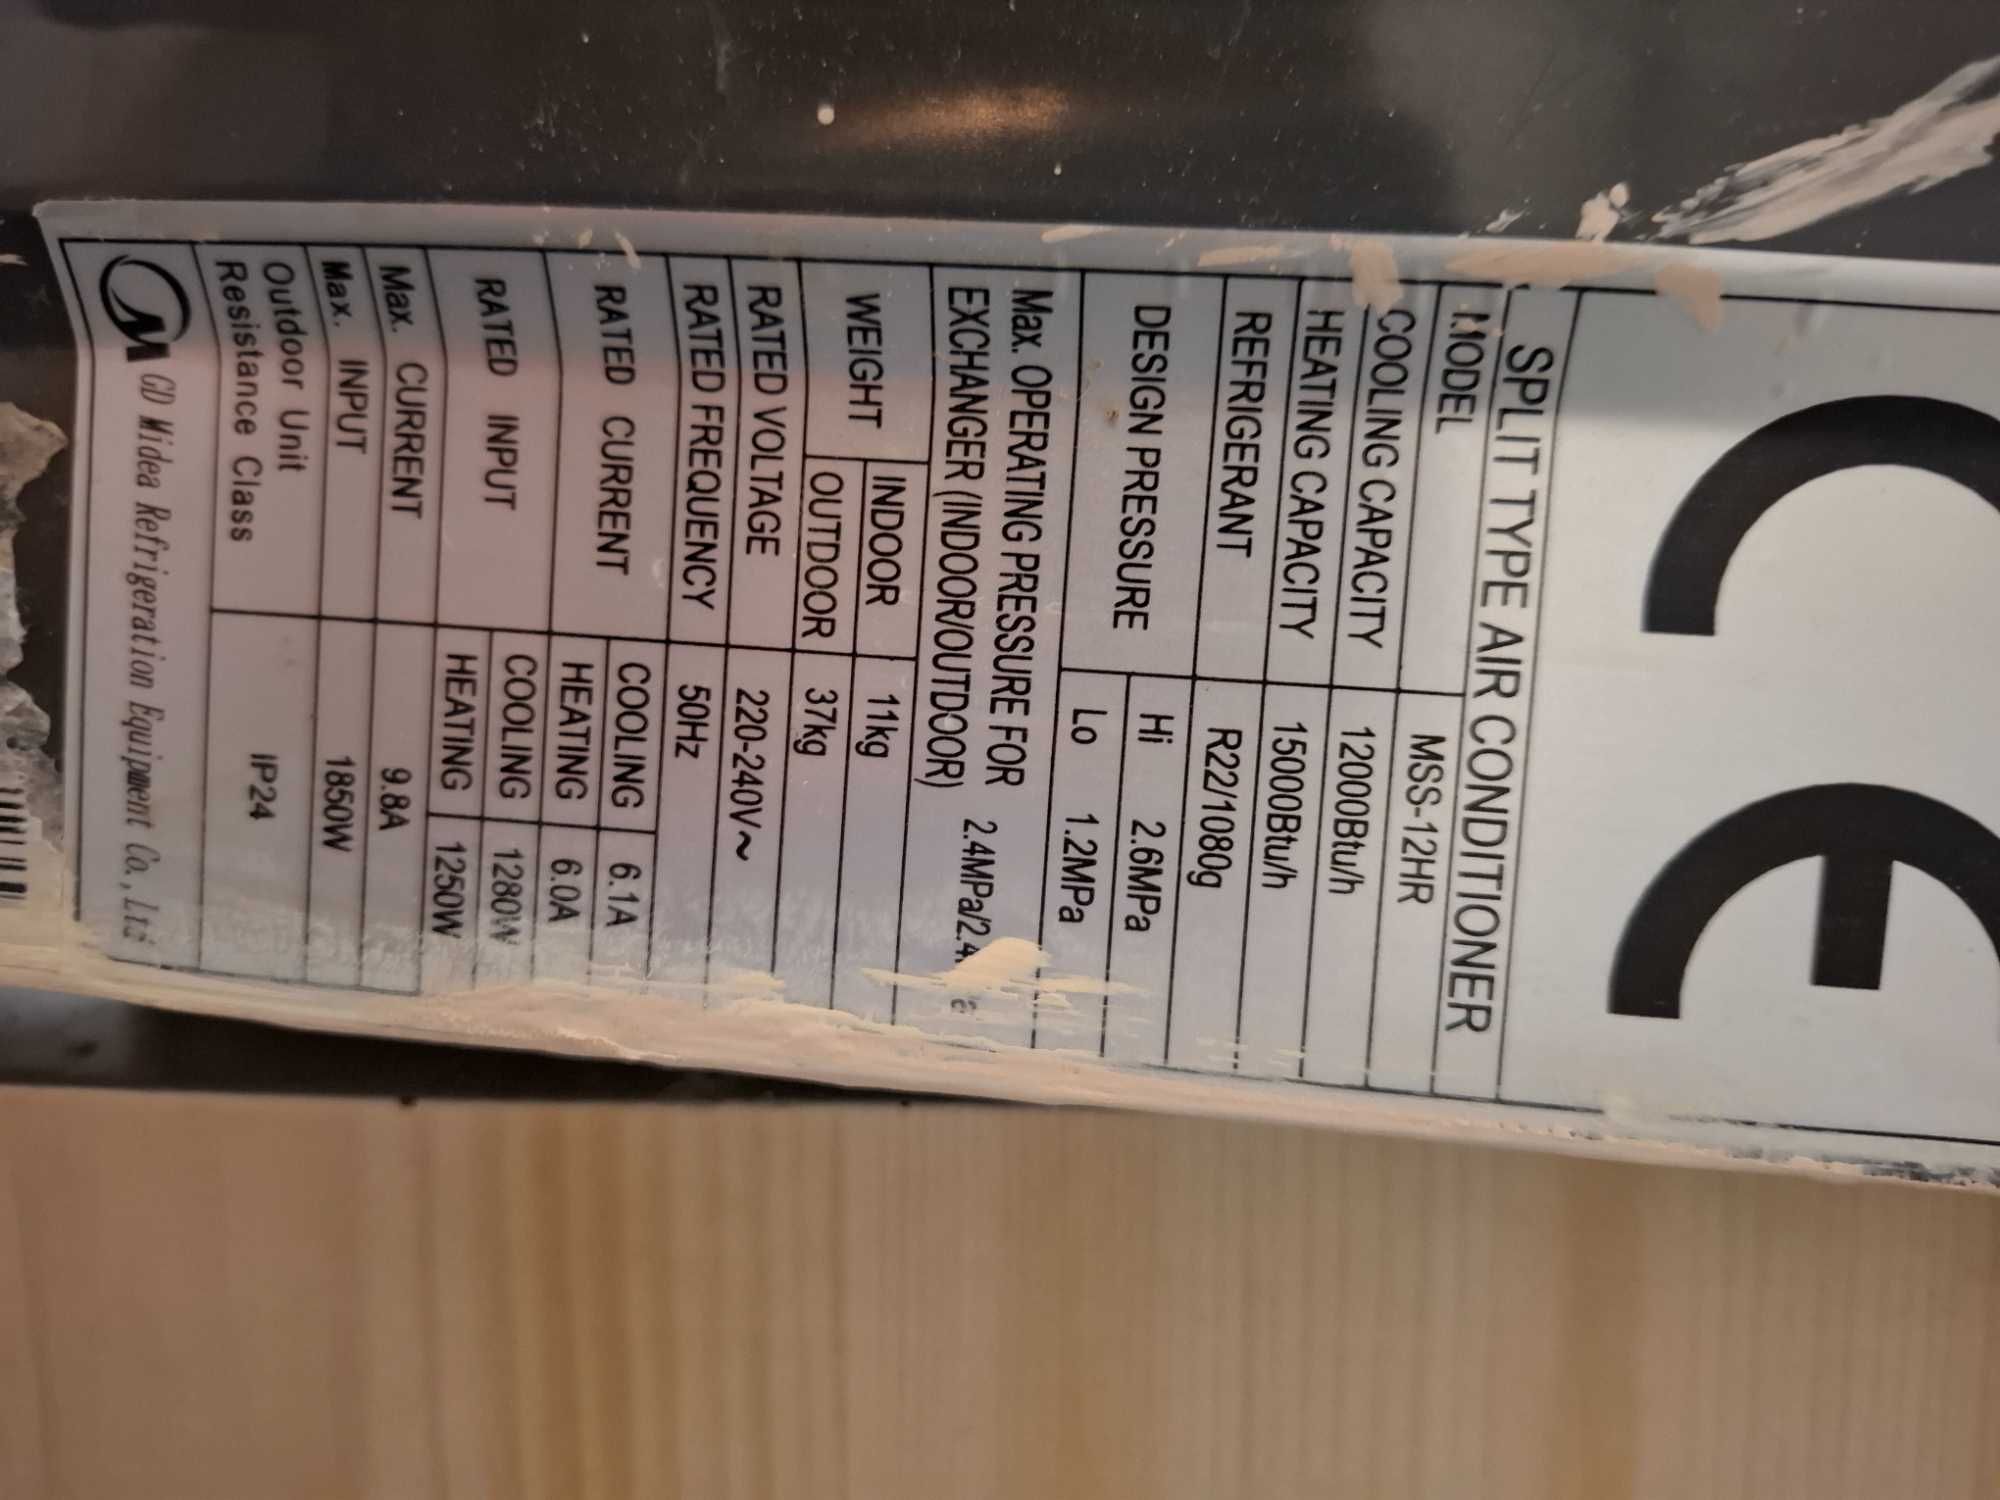 CE
SPLIT TYPE AIR CONDITIONER
MODEL MSS-12HR
COOLING CAPACITY 12000Btu/h
HEATING CAPACITY 15000Btu/h
REFRIGERANT R22/1080g
DESIGN PRESSURE Hi 2.6MPa
Lo 1.2MPa
Max. OPERATING PRESSURE FOR
EXCHANGER (INDOOR/OUTDOOR) 2.4MPa/2.4
WEIGHT INDOOR 11kg
OUTDOOR 37kg
RATED VOLTAGE 220-240V~
RATED FREQUENCY 50Hz
RATED CURRENT COOLING 6.1A
HEATING 6.0A
RATED INPUT COOLING 1280W
HEATING 1250W
Max. CURRENT 9.8A
Max. INPUT 1850W
Outdoor Unit
Resistance Class IP24
GD Midea Refrigeration Equipment Co.,Ltd